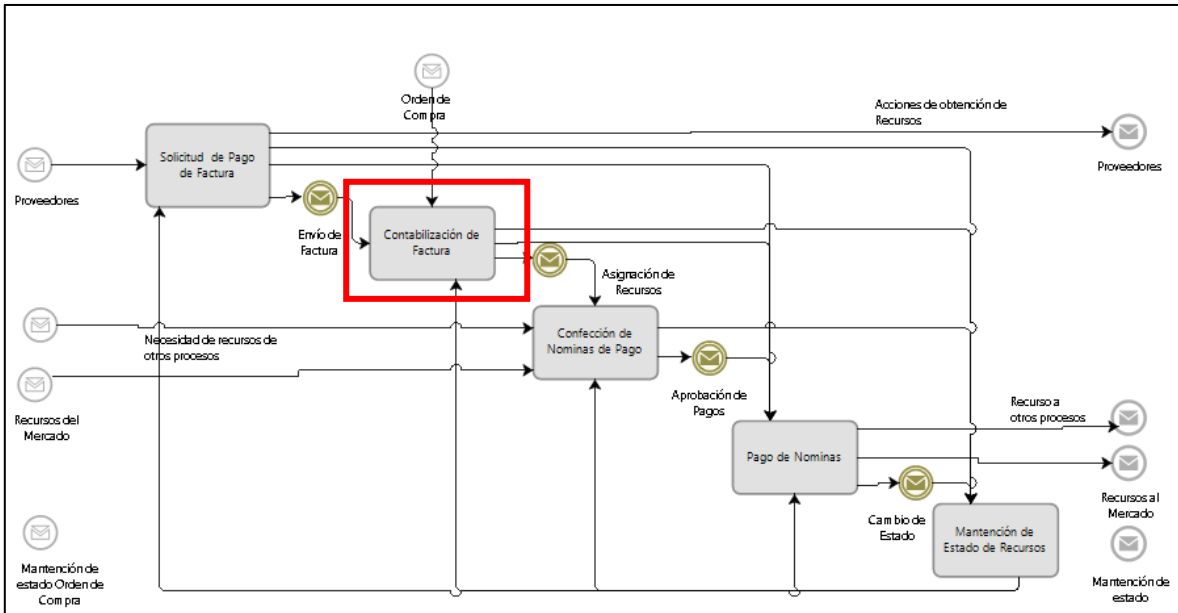 Orden de
Compra
Acciones de obtención de
Recursos
Solicitud de Pago
de Factura
Proveedores
Proveedores
Envío de
Factura
Contabilización de
Factura
Asignación de
Recursos
Necesidad de recursos de
otros procesos
Confección de
Nominas de Pago
Recursos del
Mercado
Aprobación de
Pagos
Recurso a
otros procesos
Pago de Nominas
Recursos al
Mercado
Cambio de
Estado
Mantención de
Estado de Recursos
Mantención de
estado Orden de
Compra
Mantención de
estado